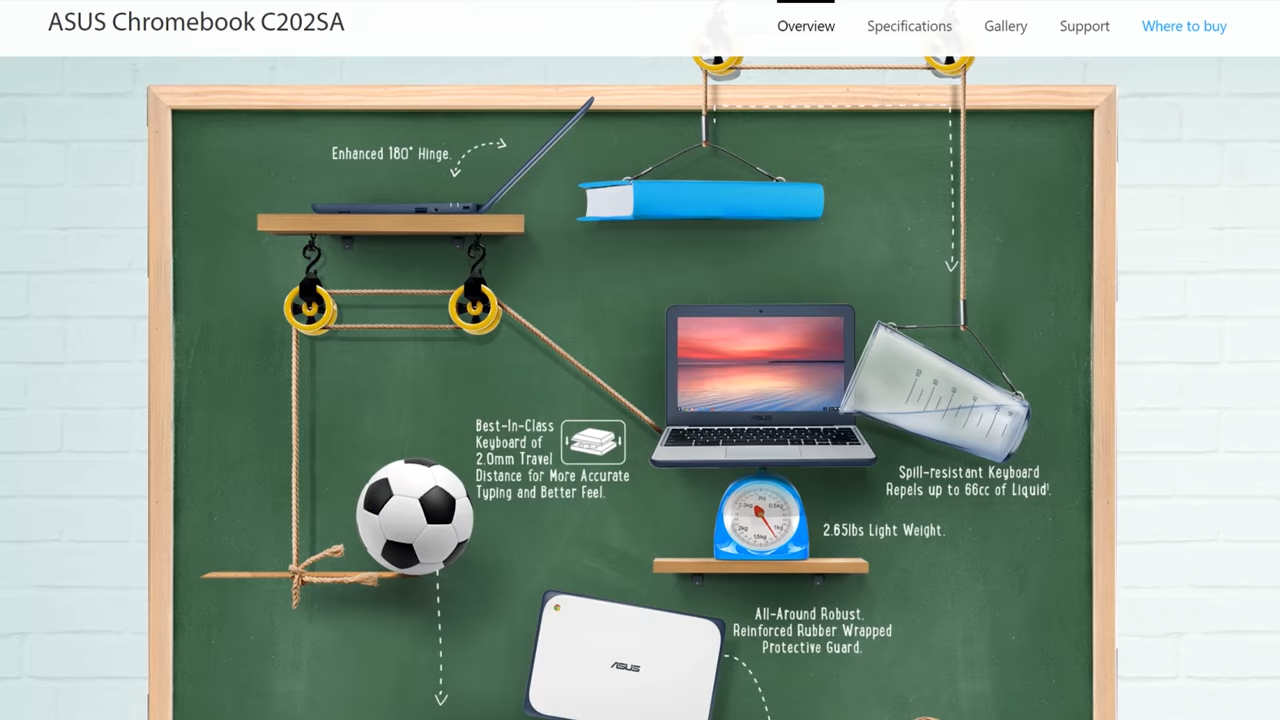 ASUS Chromebook C202SA
Overview
Specifications
Gallery
Support
Where to buy
Enhanced 180° Hinge.
Best-In-Class
Keyboard of
2.0mm Travel
Distance for More Accurate
Typing and Better Feel.
ASUS
Spill-resistant Keyboard
Repels up to 66cc of Liquid¹.
2.65lbs Light Weight.
All-Around Robust.
Reinforced Rubber Wrapped
Protective Guard.
ASUS